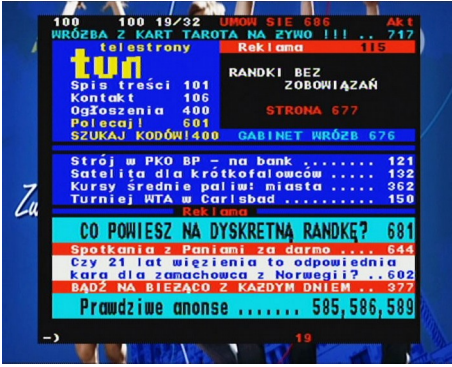 100 100 19/32 UMOW SIE 686 Akt
WRÓŻBA Z KART TAROTA NA ŻYWO !!! .. 717
telestrony
tvn
Reklama 1/5
Spis treści 101
Kontakt 106
Ogłoszenia 400
Polecaj! 601
SZUKAJ KODÓW!400
RANDKI BEZ
ZOBOWIĄZAŃ
STRONA 677
GABINET WRÓŻB 676
Strój w PKO BP – na bank ........ 121
Satelita dla krótkofalowców ..... 132
Kursy średnie paliw: miasta ..... 362
Turniej WTA w Carlsbad .......... 150
Reklama
CO POWIESZ NA DYSKRETNĄ RANDKĘ? 681
Spotkania z Paniami za darmo .... 644
Czy 21 lat więzienia to odpowiednia
kara dla zamachowca z Norwegii? ..602
BĄDŹ NA BIEŻĄCO Z KAŻDYM DNIEM .. 377
Prawdziwe anonse ....... 585,586,589
–) 19